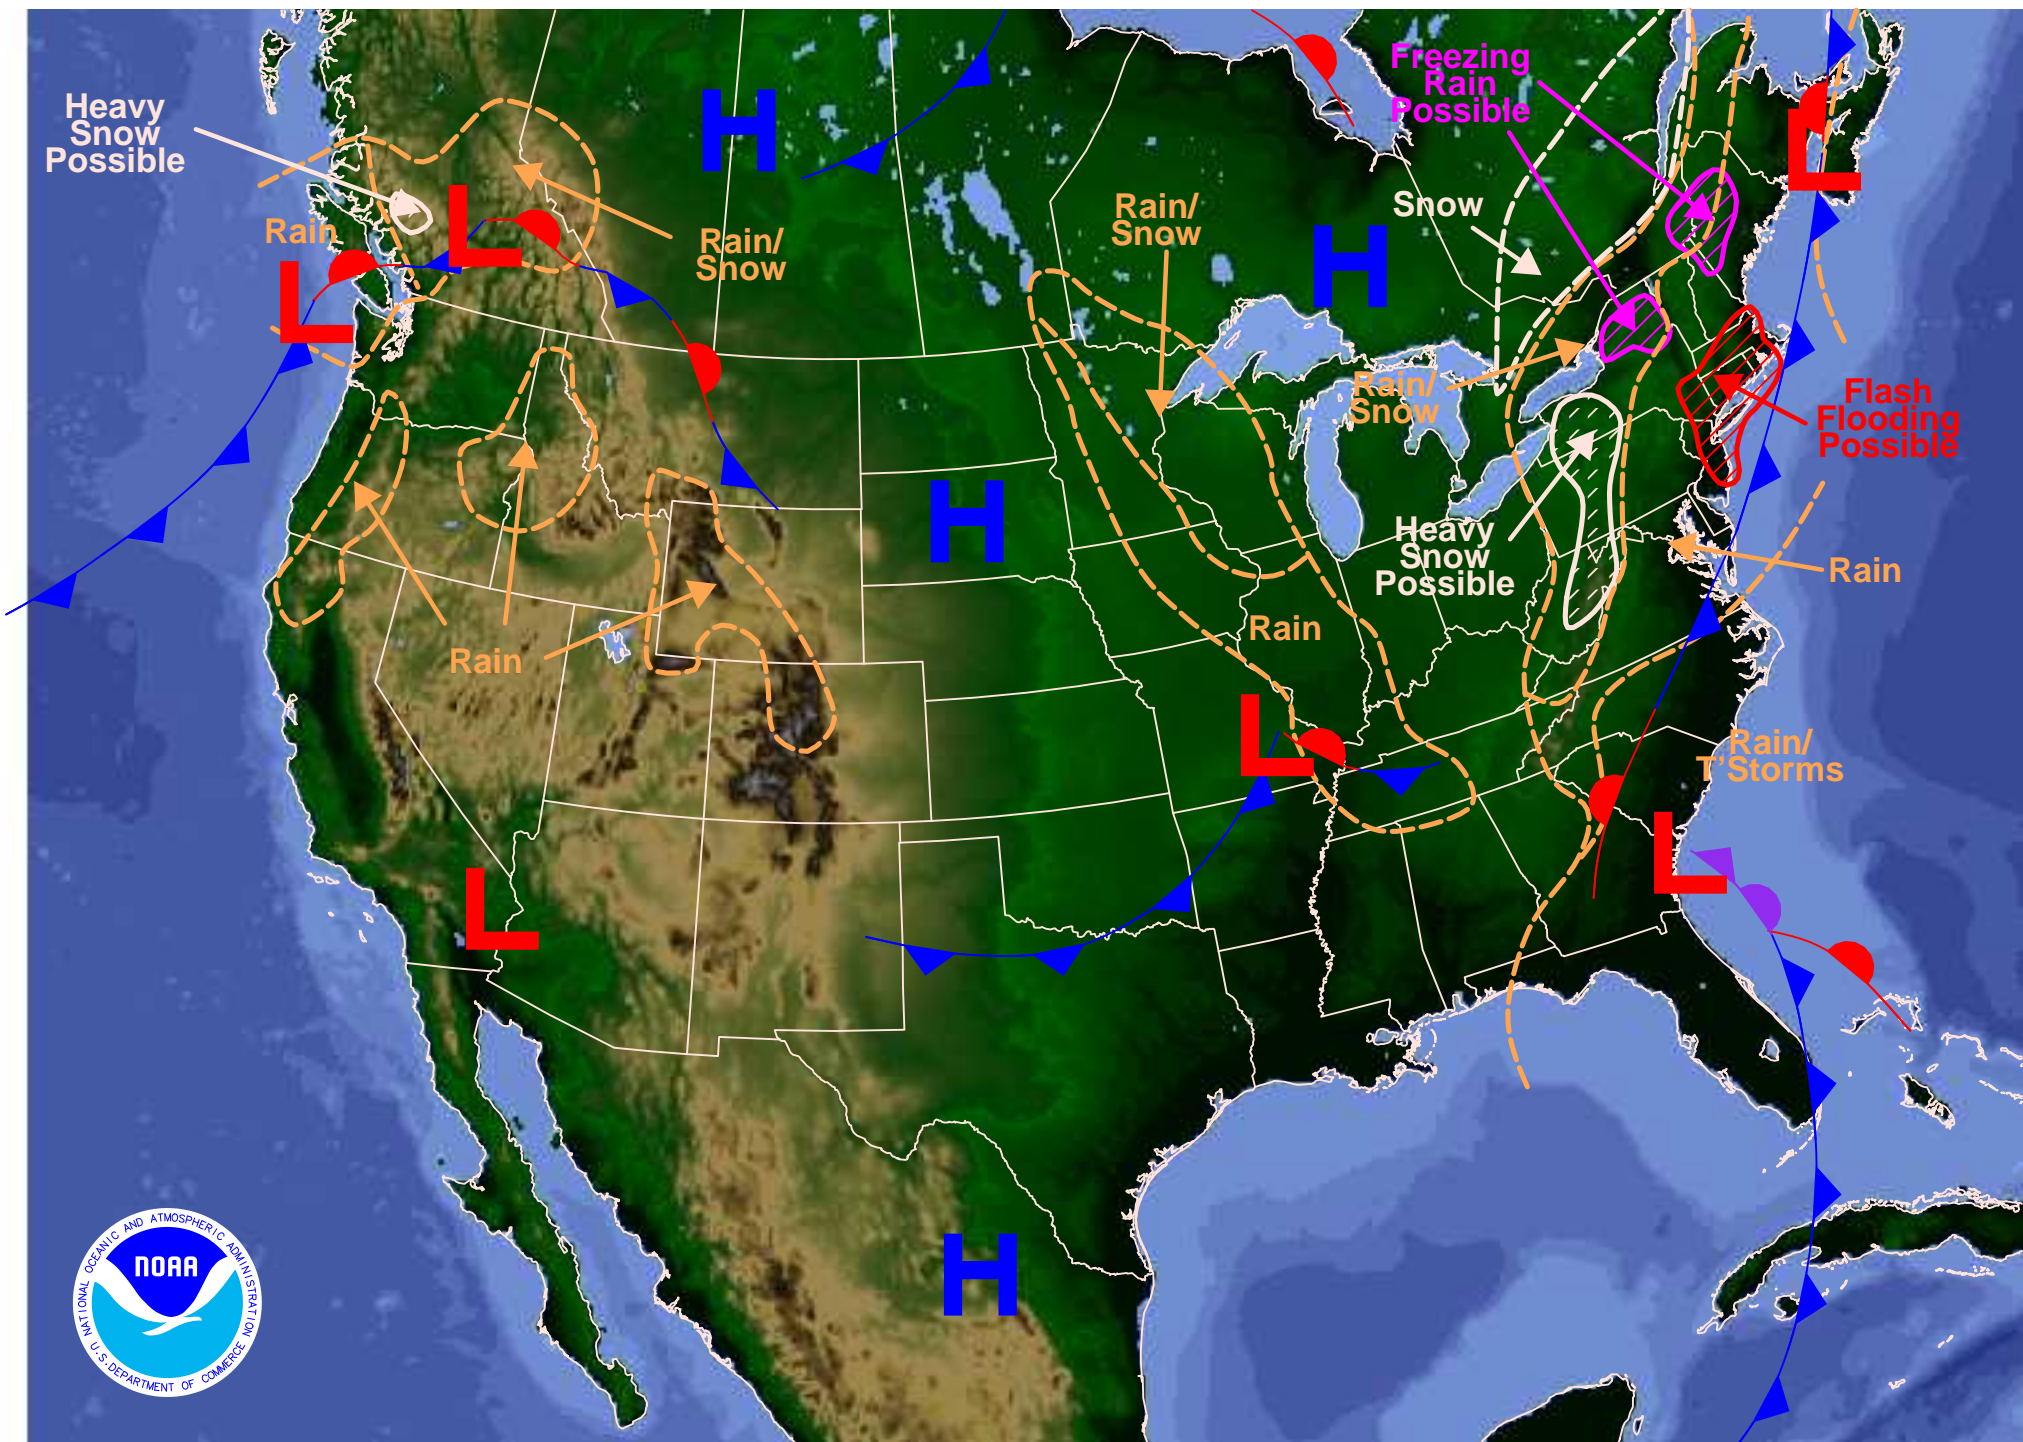 Heavy
Snow
Possible
Rain
H
L
L
Rain/
Snow
Rain/
Snow
H
Snow
Freezing
Rain
Possible
L
Rain/
Snow
Flash
Flooding
Possible
H
Heavy
Snow
Possible
Rain
Rain
Rain
L
Rain/
T'Storms
L
L
H
NATIONAL OCEANIC AND ATMOSPHERIC ADMINISTRATION
NOAA
U.S. DEPARTMENT OF COMMERCE